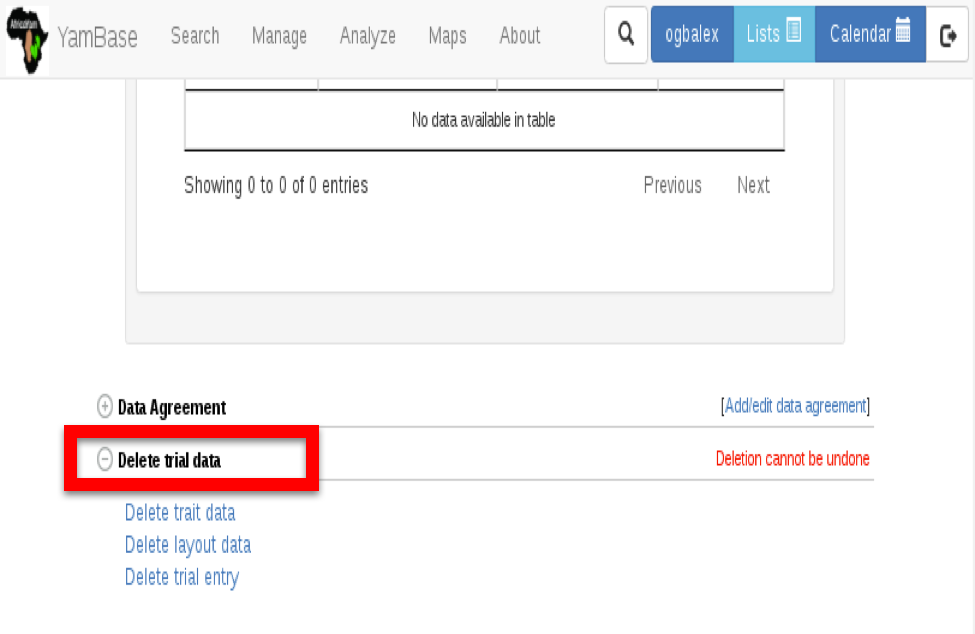 YamBase Search Manage Analyze Maps About ogbalex Lists Calendar
No data available in table
Showing 0 to 0 of 0 entries Previous Next
Data Agreement [Add/edit data agreement]
Delete trial data Deletion cannot be undone
Delete trait data
Delete layout data
Delete trial entry